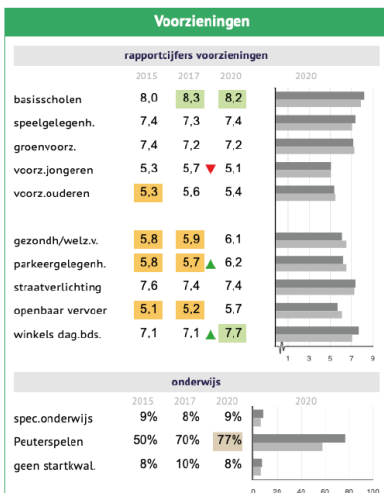 Voorzieningen
rapportcijfers voorzieningen
2015 2017 2020 2020
basisscholen 8,0 8,3 8,2
speelgelegenh. 7,4 7,3 7,4
groenvoorz. 7,4 7,2 7,2
voorz.jongeren 5,3 5,7 5,1
voorz.ouderen 5,3 5,6 5,4
gezondh/welz.v. 5,8 5,9 6,1
parkeergelegenh. 5,8 5,7 6,2
straatverlichting 7,6 7,4 7,4
openbaar vervoer 5,1 5,2 5,7
winkels dag.bds. 7,1 7,1 7,7
1 3 5 7 9
onderwijs
2015 2017 2020 2020
spec.onderwijs 9% 8% 9%
Peuterspelen 50% 70% 77%
geen startkwal. 8% 10% 8%
0 20 40 60 80 100